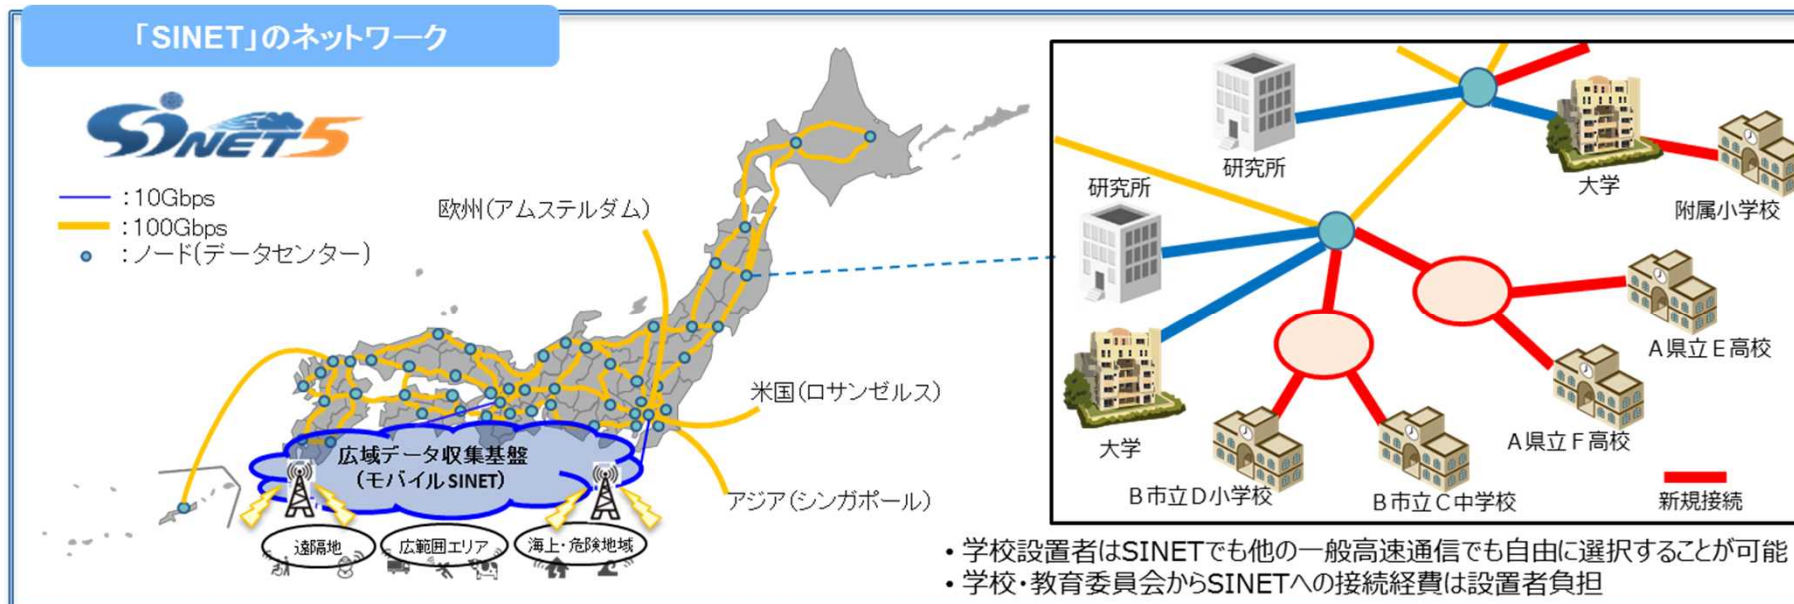 「SINET」のネットワーク
SINET5
：10Gbps
：100Gbps
：ノード(データセンター)
欧州(アムステルダム)
米国(ロサンゼルス)
アジア(シンガポール)
広域データ収集基盤
(モバイルSINET)
遠隔地
広範囲エリア
海上・危険地域
研究所
大学
附属小学校
研究所
大学
A県立E高校
A県立F高校
B市立D小学校
B市立C中学校
新規接続
・学校設置者はSINETでも他の一般高速通信でも自由に選択することが可能
・学校・教育委員会からSINETへの接続経費は設置者負担